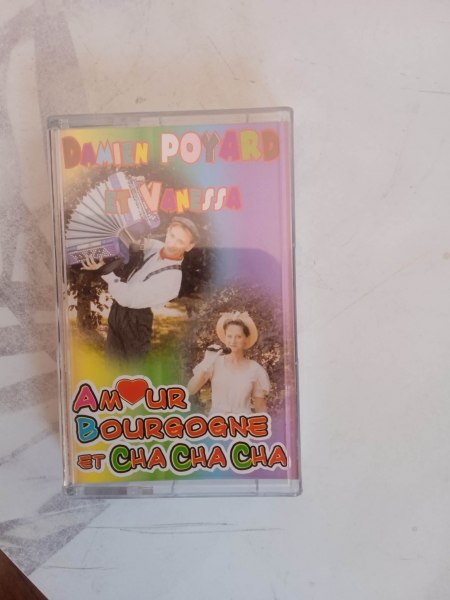 DAMIEN POYARD
ET VANESSA
AMOUR
BOURGOGNE
ET CHA CHA CHA